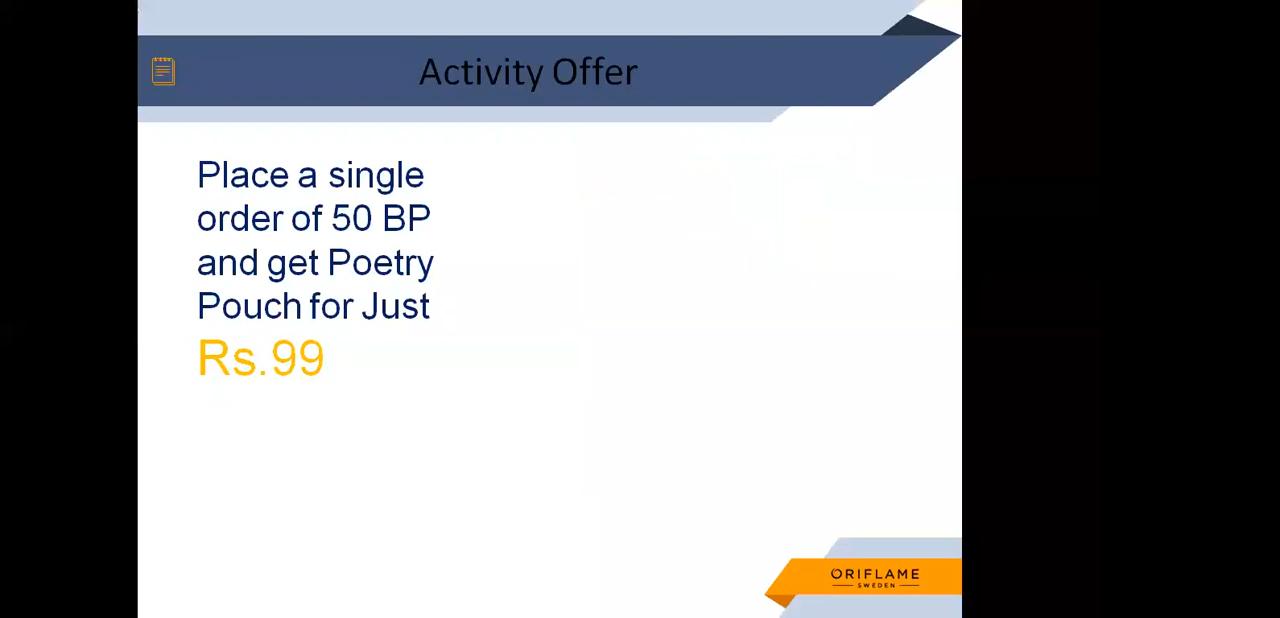 Activity Offer
Place a single
order of 50 BP
and get Poetry
Pouch for Just
Rs.99
ORIFLAME
SWEDEN